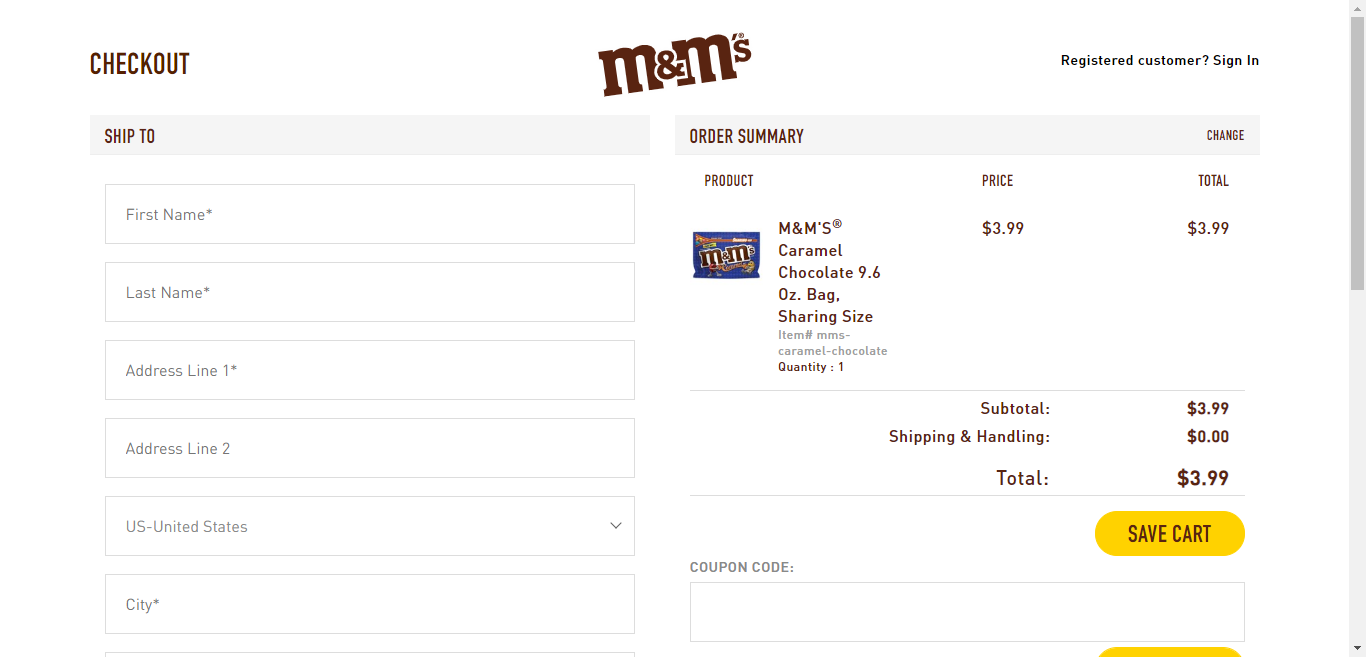 CHECKOUT
m&m's®
Registered customer? Sign In
SHIP TO
First Name*
Last Name*
Address Line 1*
Address Line 2
US-United States
City*
ORDER SUMMARY
CHANGE
PRODUCT PRICE TOTAL
m&m's
M&M'S® $3.99 $3.99
Caramel
Chocolate 9.6
Oz. Bag,
Sharing Size
Item# mms-
caramel-chocolate
Quantity : 1
Subtotal: $3.99
Shipping & Handling: $0.00
Total: $3.99
SAVE CART
COUPON CODE: